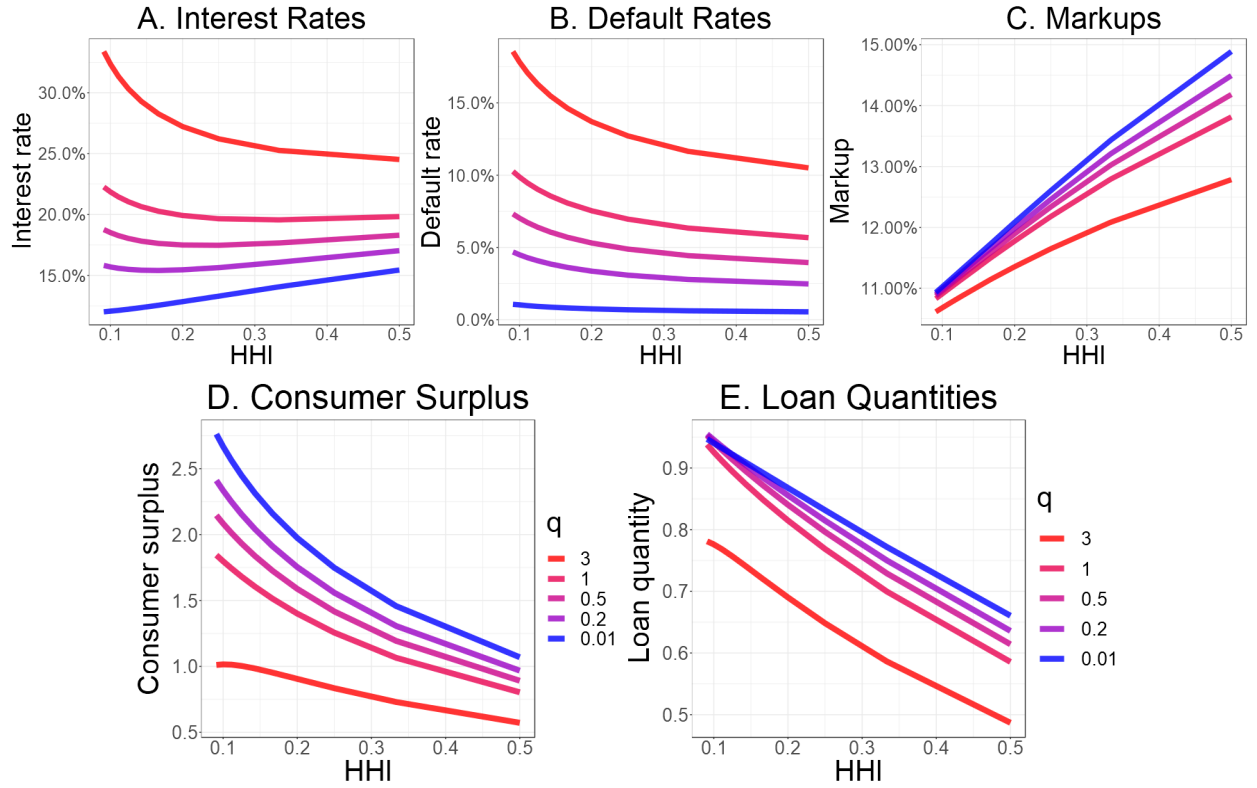 A. Interest Rates
Interest rate
30.0%
25.0%
20.0%
15.0%
0.1 0.2 0.3 0.4 0.5
HHI
B. Default Rates
Default rate
15.0%
10.0%
5.0%
0.0%
0.1 0.2 0.3 0.4 0.5
HHI
C. Markups
Markup
15.00%
14.00%
13.00%
12.00%
11.00%
0.1 0.2 0.3 0.4 0.5
HHI
D. Consumer Surplus
Consumer surplus
2.5
2.0
1.5
1.0
0.5
0.1 0.2 0.3 0.4 0.5
HHI
q
3
1
0.5
0.2
0.01
E. Loan Quantities
Loan quantity
0.9
0.8
0.7
0.6
0.5
0.1 0.2 0.3 0.4 0.5
HHI
q
3
1
0.5
0.2
0.01